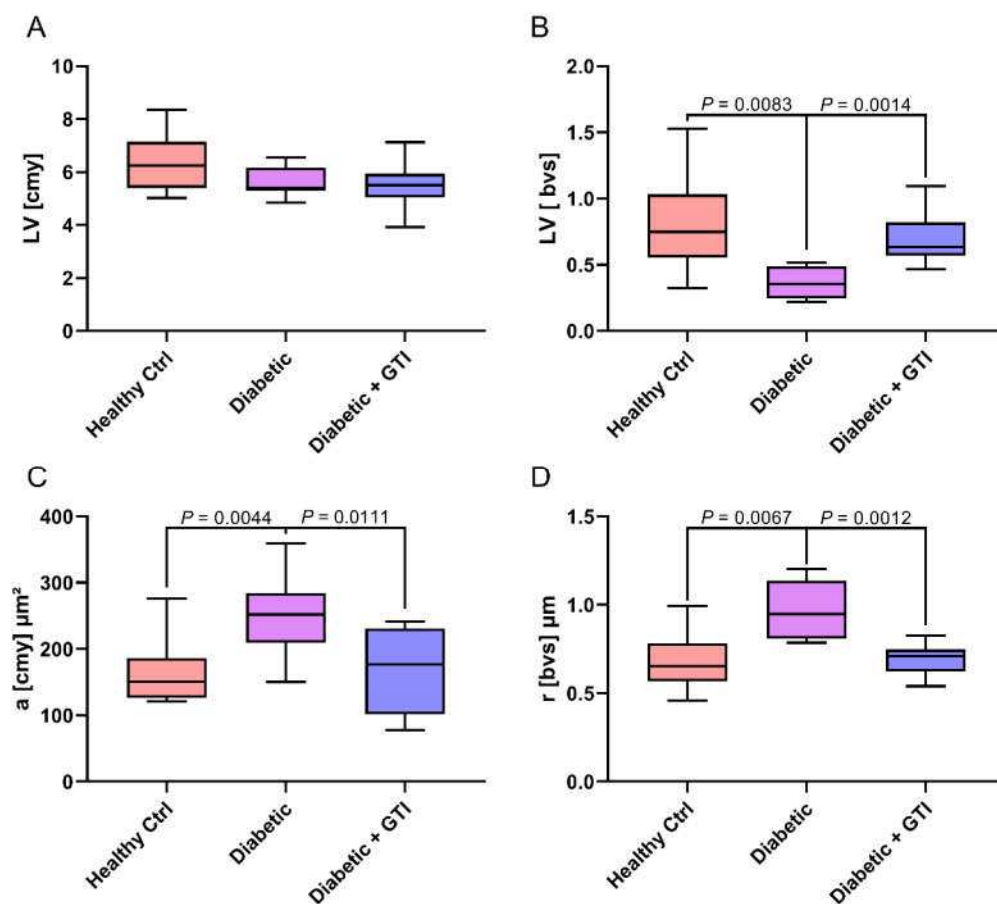 A
LV [cmy]
10
8
6
4
2
0
Healthy Ctrl
Diabetic
Diabetic + GTI
B
LV [ bvs]
2.0
1.5
1.0
0.5
0.0
P = 0.0083
P = 0.0014
Healthy Ctrl
Diabetic
Diabetic + GTI
C
a [cmy] µm²
400
300
200
100
0
P = 0.0044
P = 0.0111
Healthy Ctrl
Diabetic
Diabetic + GTI
D
r [bvs] µm
1.5
1.0
0.5
0.0
P = 0.0067
P = 0.0012
Healthy Ctrl
Diabetic
Diabetic + GTI